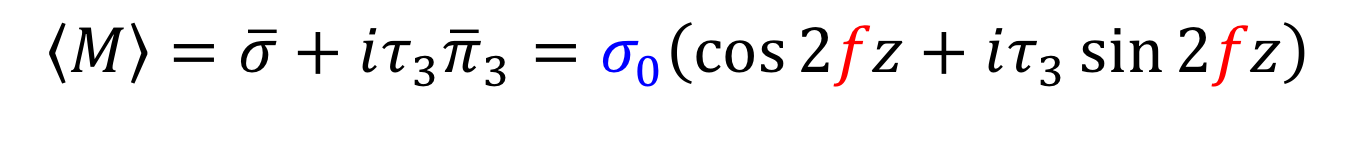 ⟨M⟩ = σ̄ + iτ₃π̄₃ = σ₀(cos 2fz + iτ₃ sin 2fz)